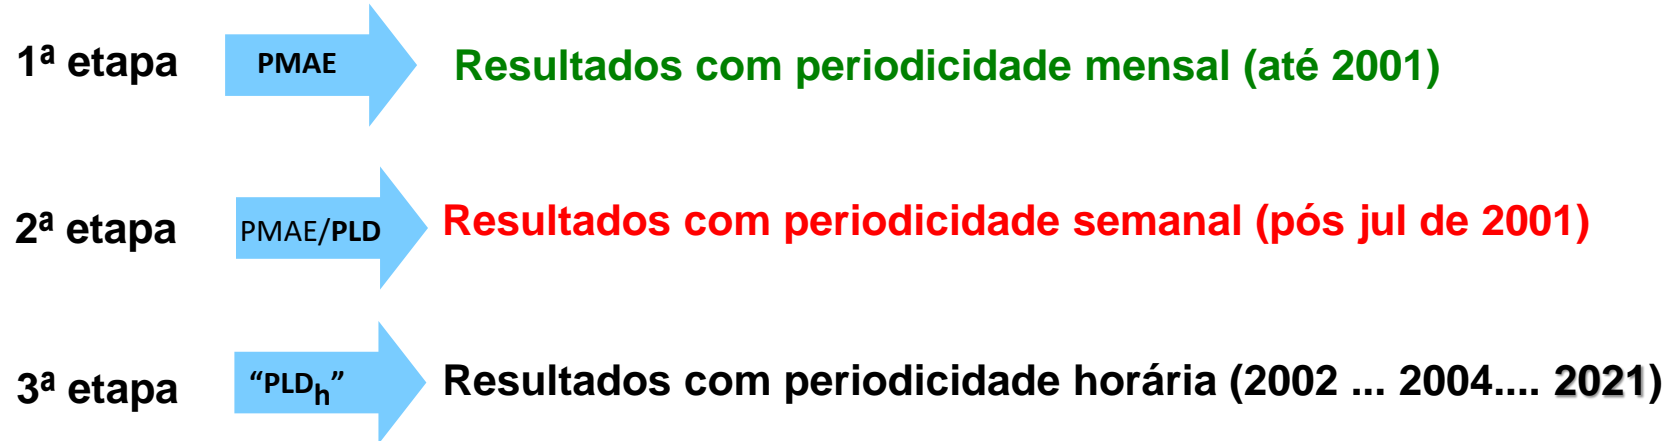 1ª etapa PMAE Resultados com periodicidade mensal (até 2001)
2ª etapa PMAE/PLD Resultados com periodicidade semanal (pós jul de 2001)
3ª etapa “PLDh” Resultados com periodicidade horária (2002 ... 2004.... 2021)